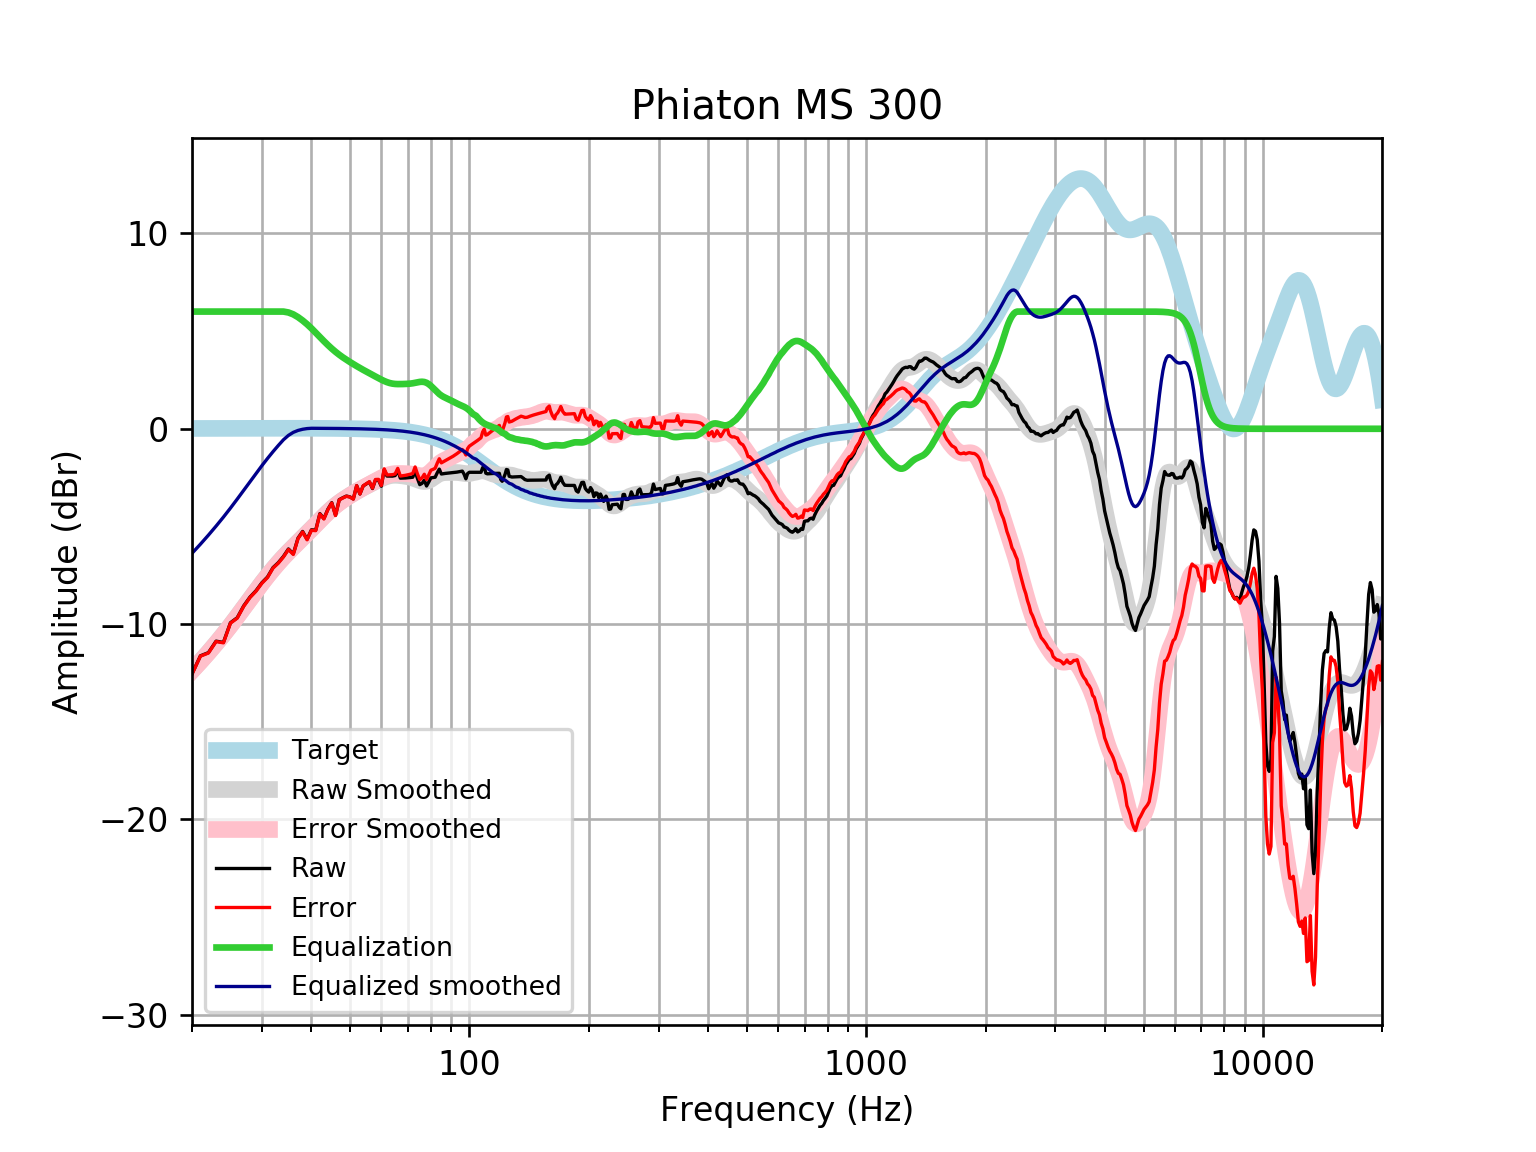 Phiaton MS 300
Amplitude (dBr)
10
0
−10
−20
−30
Target
Raw Smoothed
Error Smoothed
Raw
Error
Equalization
Equalized smoothed
100
1000
10000
Frequency (Hz)